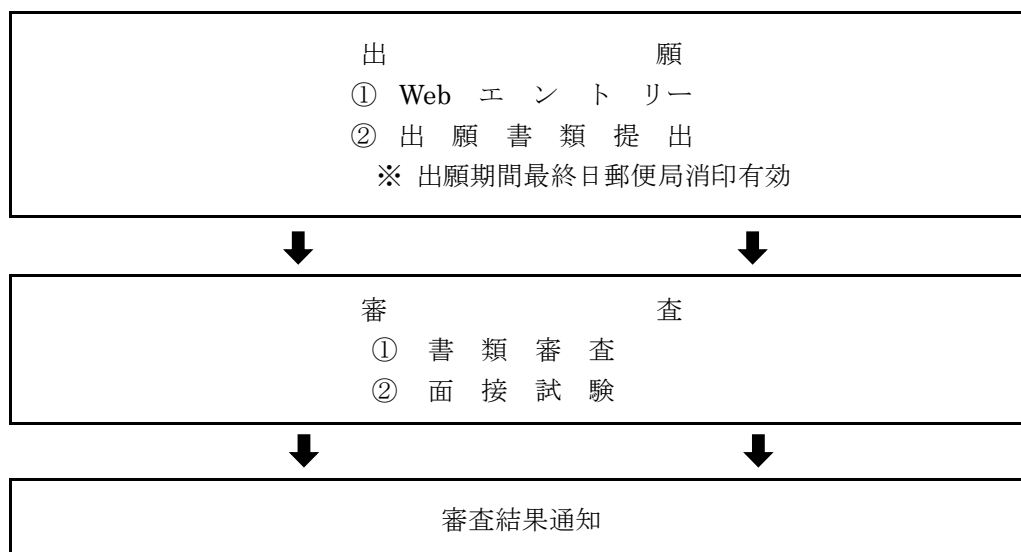 出願
① Web エントリー
② 出願書類提出
※ 出願期間最終日郵便局消印有効
審査
① 書類審査
② 面接試験
審査結果通知